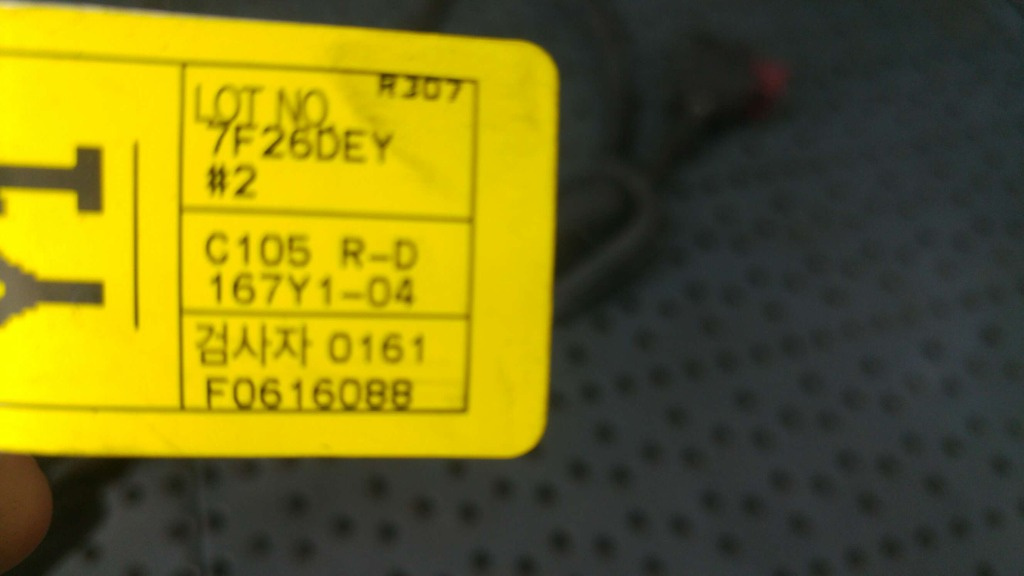 R307
LOT NO.
7F26DEY
#2
C105 R-D
167Y1-04
검사자 0161
F0616088